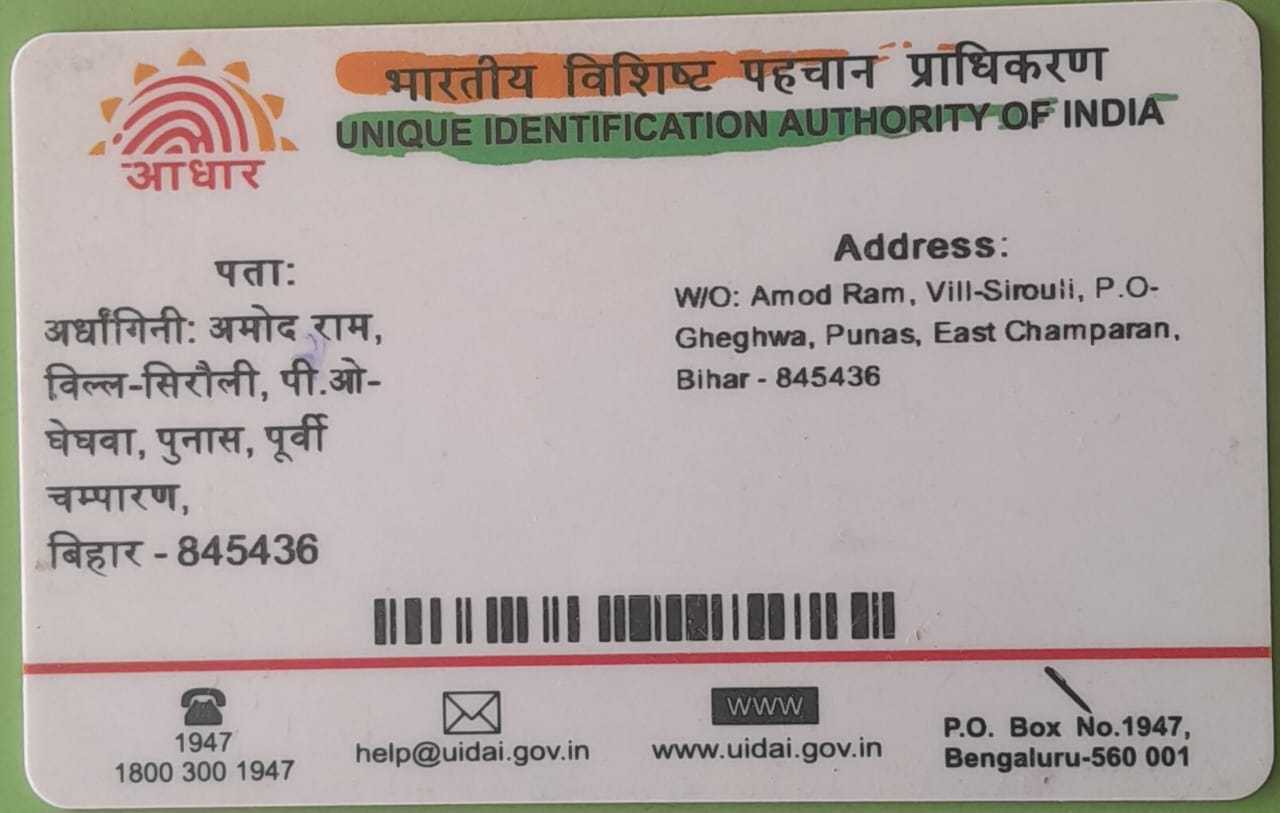 भारतीय विशिष्ट पहचान प्राधिकरण
UNIQUE IDENTIFICATION AUTHORITY OF INDIA
आधार
पता:
अर्धांगिनी: अमोद राम,
विल्ल-सिरौली, पी.ओ-
घेघवा, पुनास, पूर्वी
चम्पारण,
बिहार - 845436
Address:
W/O: Amod Ram, Vill-Sirouli, P.O-
Gheghwa, Punas, East Champaran,
Bihar - 845436
1947
1800 300 1947
help@uidai.gov.in
WWW
www.uidai.gov.in
P.O. Box No.1947,
Bengaluru-560 001